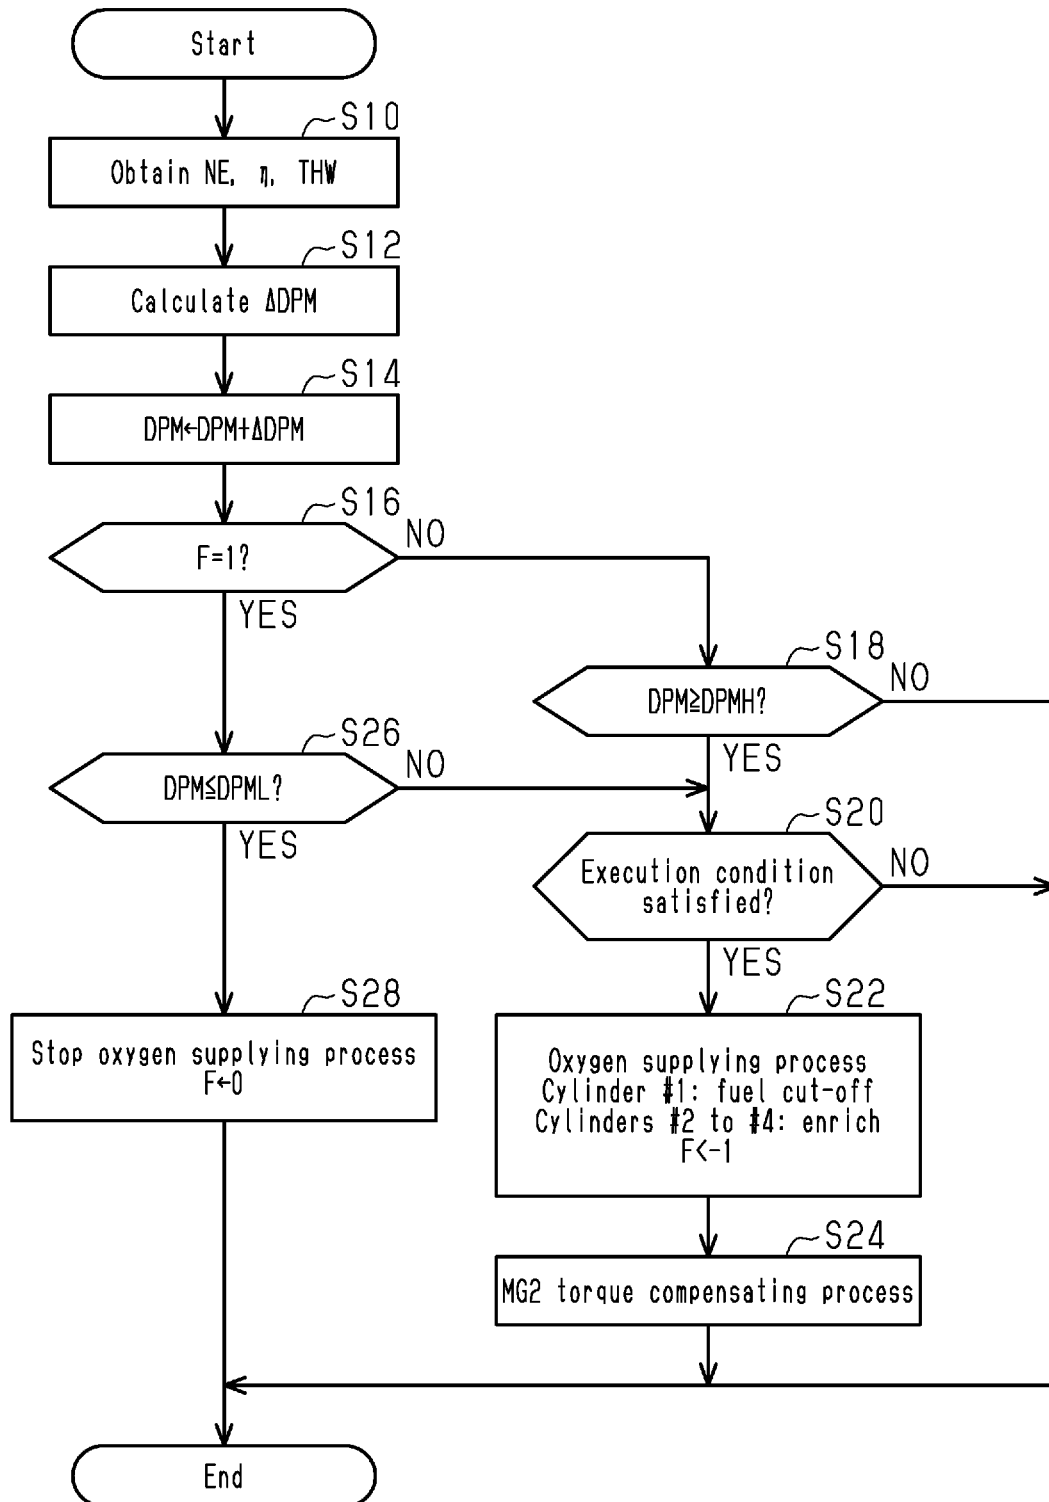 Start
S10
Obtain NE, η, THW
S12
Calculate ΔDPM
S14
DPM←DPM+ΔDPM
S16
F=1?
NO
YES
S18
DPM≧DPMH?
NO
YES
S26
DPM≦DPML?
NO
YES
S20
Execution condition
satisfied?
NO
YES
S28
Stop oxygen supplying process
F←0
S22
Oxygen supplying process
Cylinder #1: fuel cut-off
Cylinders #2 to #4: enrich
F<-1
S24
MG2 torque compensating process
End